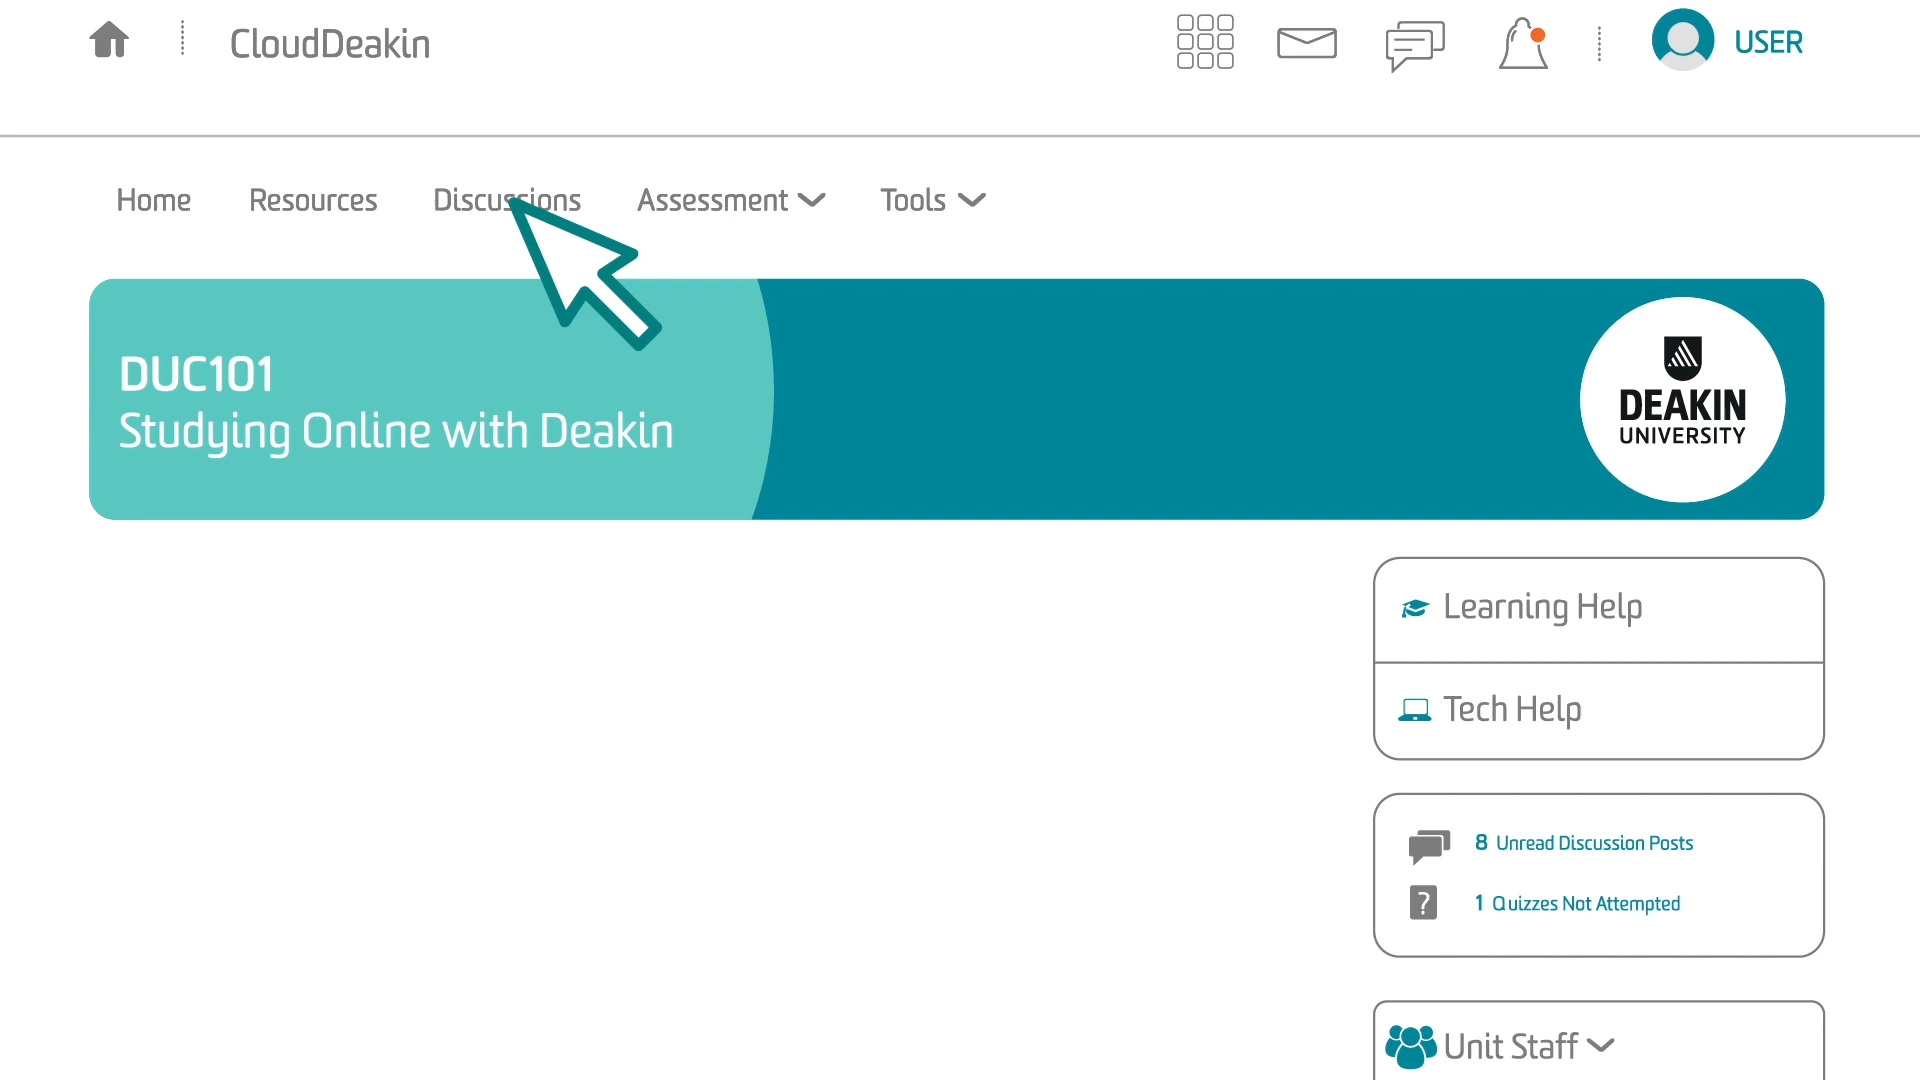 CloudDeakin
USER
Home Resources Discussions Assessment Tools
DUC101
Studying Online with Deakin
DEAKIN
UNIVERSITY
Learning Help
Tech Help
8 Unread Discussion Posts
? 1 Quizzes Not Attempted
Unit Staff